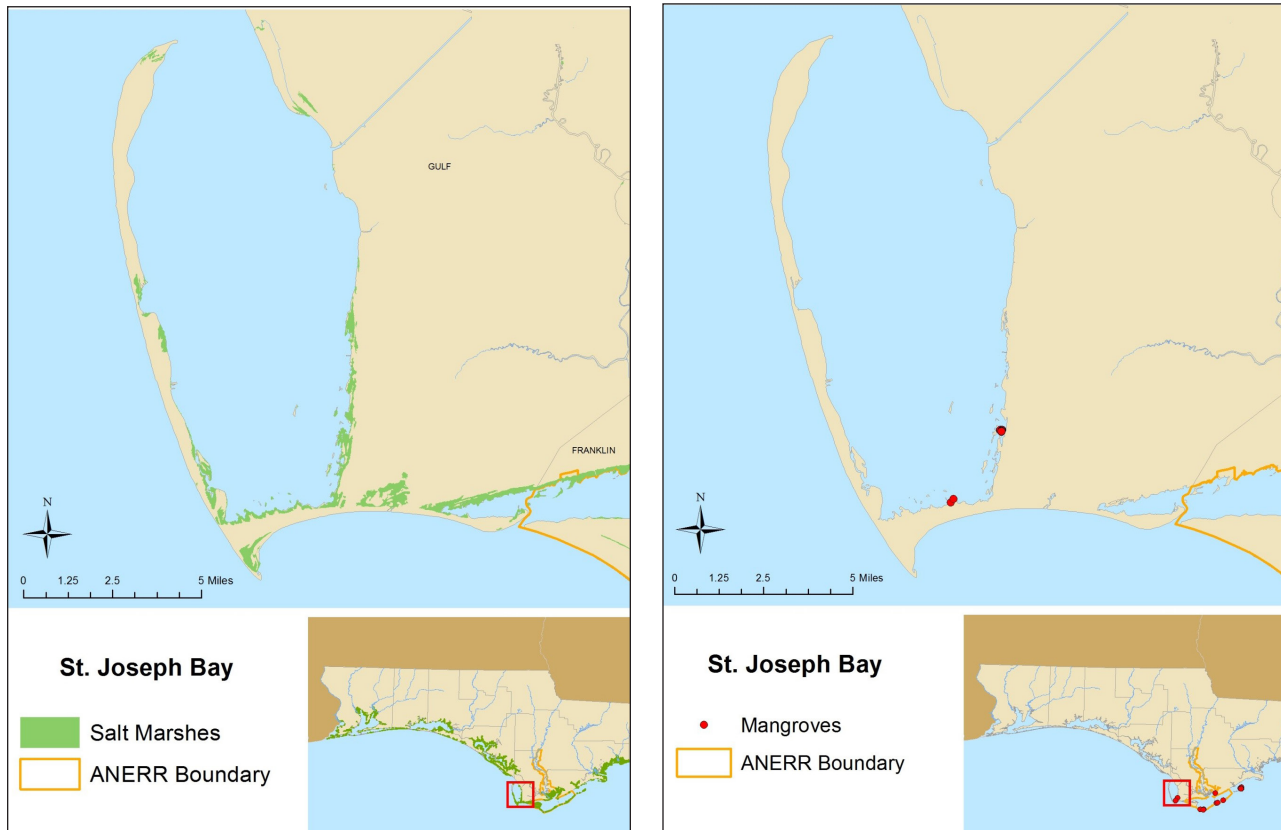 GULF
FRANKLIN
N
0 1.25 2.5 5 Miles
St. Joseph Bay
Salt Marshes
ANERR Boundary
N
0 1.25 2.5 5 Miles
St. Joseph Bay
Mangroves
ANERR Boundary